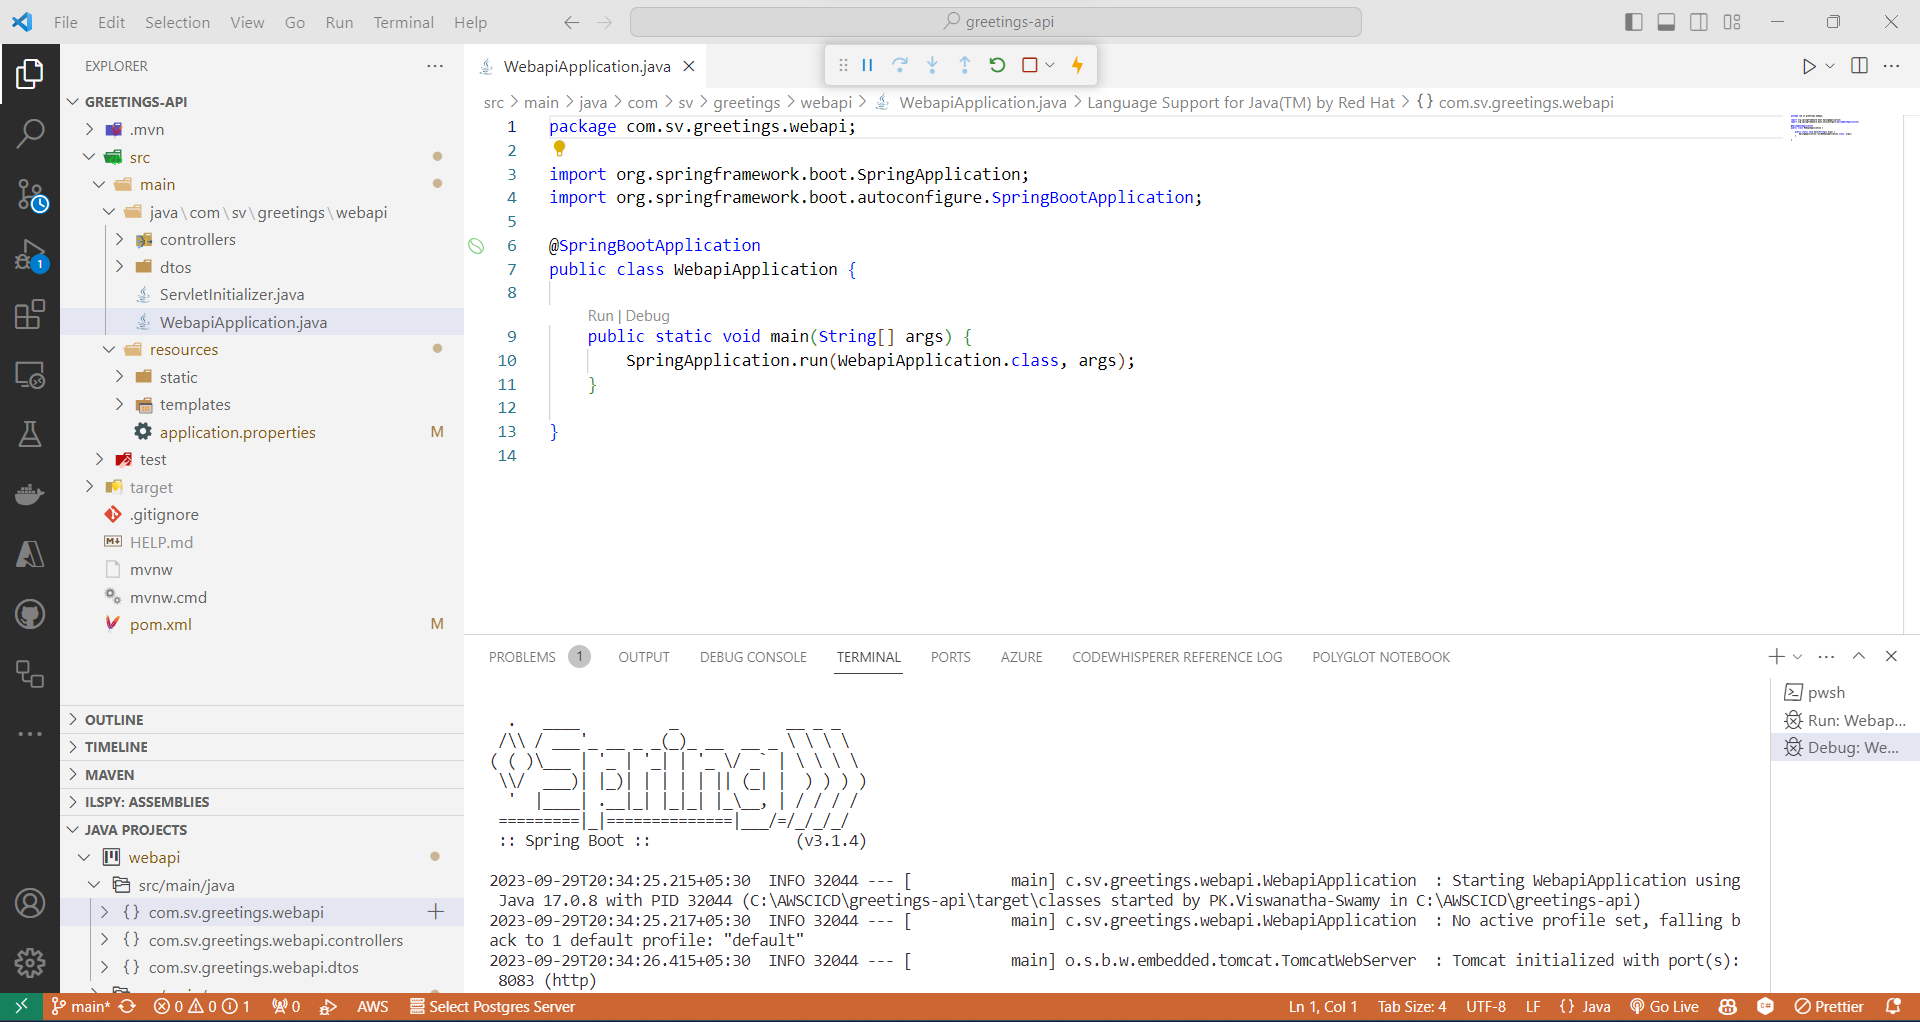 File Edit Selection View Go Run Terminal Help
greetings-api
EXPLORER
GREETINGS-API
.mvn
src
main
java\com\sv\greetings\webapi
controllers
dtos
ServletInitializer.java
WebapiApplication.java
resources
static
templates
application.properties M
test
target
.gitignore
HELP.md
mvnw
mvnw.cmd
pom.xml M
OUTLINE
TIMELINE
MAVEN
ILSPY: ASSEMBLIES
JAVA PROJECTS
webapi
src/main/java
com.sv.greetings.webapi
com.sv.greetings.webapi.controllers
com.sv.greetings.webapi.dtos
1
WebapiApplication.java
src > main > java > com > sv > greetings > webapi > WebapiApplication.java > Language Support for Java(TM) by Red Hat > {} com.sv.greetings.webapi
1 package com.sv.greetings.webapi;
2
3 import org.springframework.boot.SpringApplication;
4 import org.springframework.boot.autoconfigure.SpringBootApplication;
5
6 @SpringBootApplication
7 public class WebapiApplication {
8
Run | Debug
9 public static void main(String[] args) {
10 SpringApplication.run(WebapiApplication.class, args);
11 }
12
13 }
14
PROBLEMS 1 OUTPUT DEBUG CONSOLE TERMINAL PORTS AZURE CODEWHISPERER REFERENCE LOG POLYGLOT NOTEBOOK
pwsh
Run: Webap...
Debug: We...
Spring
:: Spring Boot :: (v3.1.4)
2023-09-29T20:34:25.215+05:30 INFO 32044 --- [ main] c.sv.greetings.webapi.WebapiApplication : Starting WebapiApplication using
Java 17.0.8 with PID 32044 (C:\AWSCICD\greetings-api\target\classes started by PK.Viswanatha-Swamy in C:\AWSCICD\greetings-api)
2023-09-29T20:34:25.217+05:30 INFO 32044 --- [ main] c.sv.greetings.webapi.WebapiApplication : No active profile set, falling b
ack to 1 default profile: "default"
2023-09-29T20:34:26.415+05:30 INFO 32044 --- [ main] o.s.b.w.embedded.tomcat.TomcatWebServer : Tomcat initialized with port(s):
8083 (http)
main* 0 0 1 0 AWS Select Postgres Server Ln 1, Col 1 Tab Size: 4 UTF-8 LF {} Java Go Live Prettier